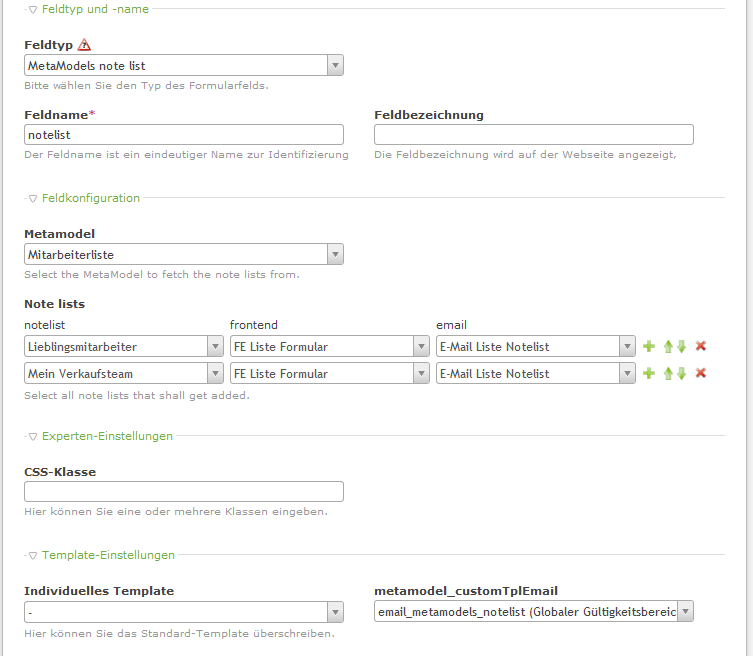 Feldtyp und -name
Feldtyp
MetaModels note list
Bitte wählen Sie den Typ des Formularfelds.
Feldname* Feldbezeichnung
notelist
Der Feldname ist ein eindeutiger Name zur Identifizierung Die Feldbezeichnung wird auf der Webseite angezeigt,
Feldkonfiguration
Metamodel
Mitarbeiterliste
Select the MetaModel to fetch the note lists from.
Note lists
notelist frontend email
Lieblingsmitarbeiter FE Liste Formular E-Mail Liste Notelist
Mein Verkaufsteam FE Liste Formular E-Mail Liste Notelist
Select all note lists that shall get added.
Experten-Einstellungen
CSS-Klasse
Hier können Sie eine oder mehrere Klassen eingeben.
Template-Einstellungen
Individuelles Template metamodel_customTplEmail
- email_metamodels_notelist (Globaler Gültigkeitsbereic
Hier können Sie das Standard-Template überschreiben.